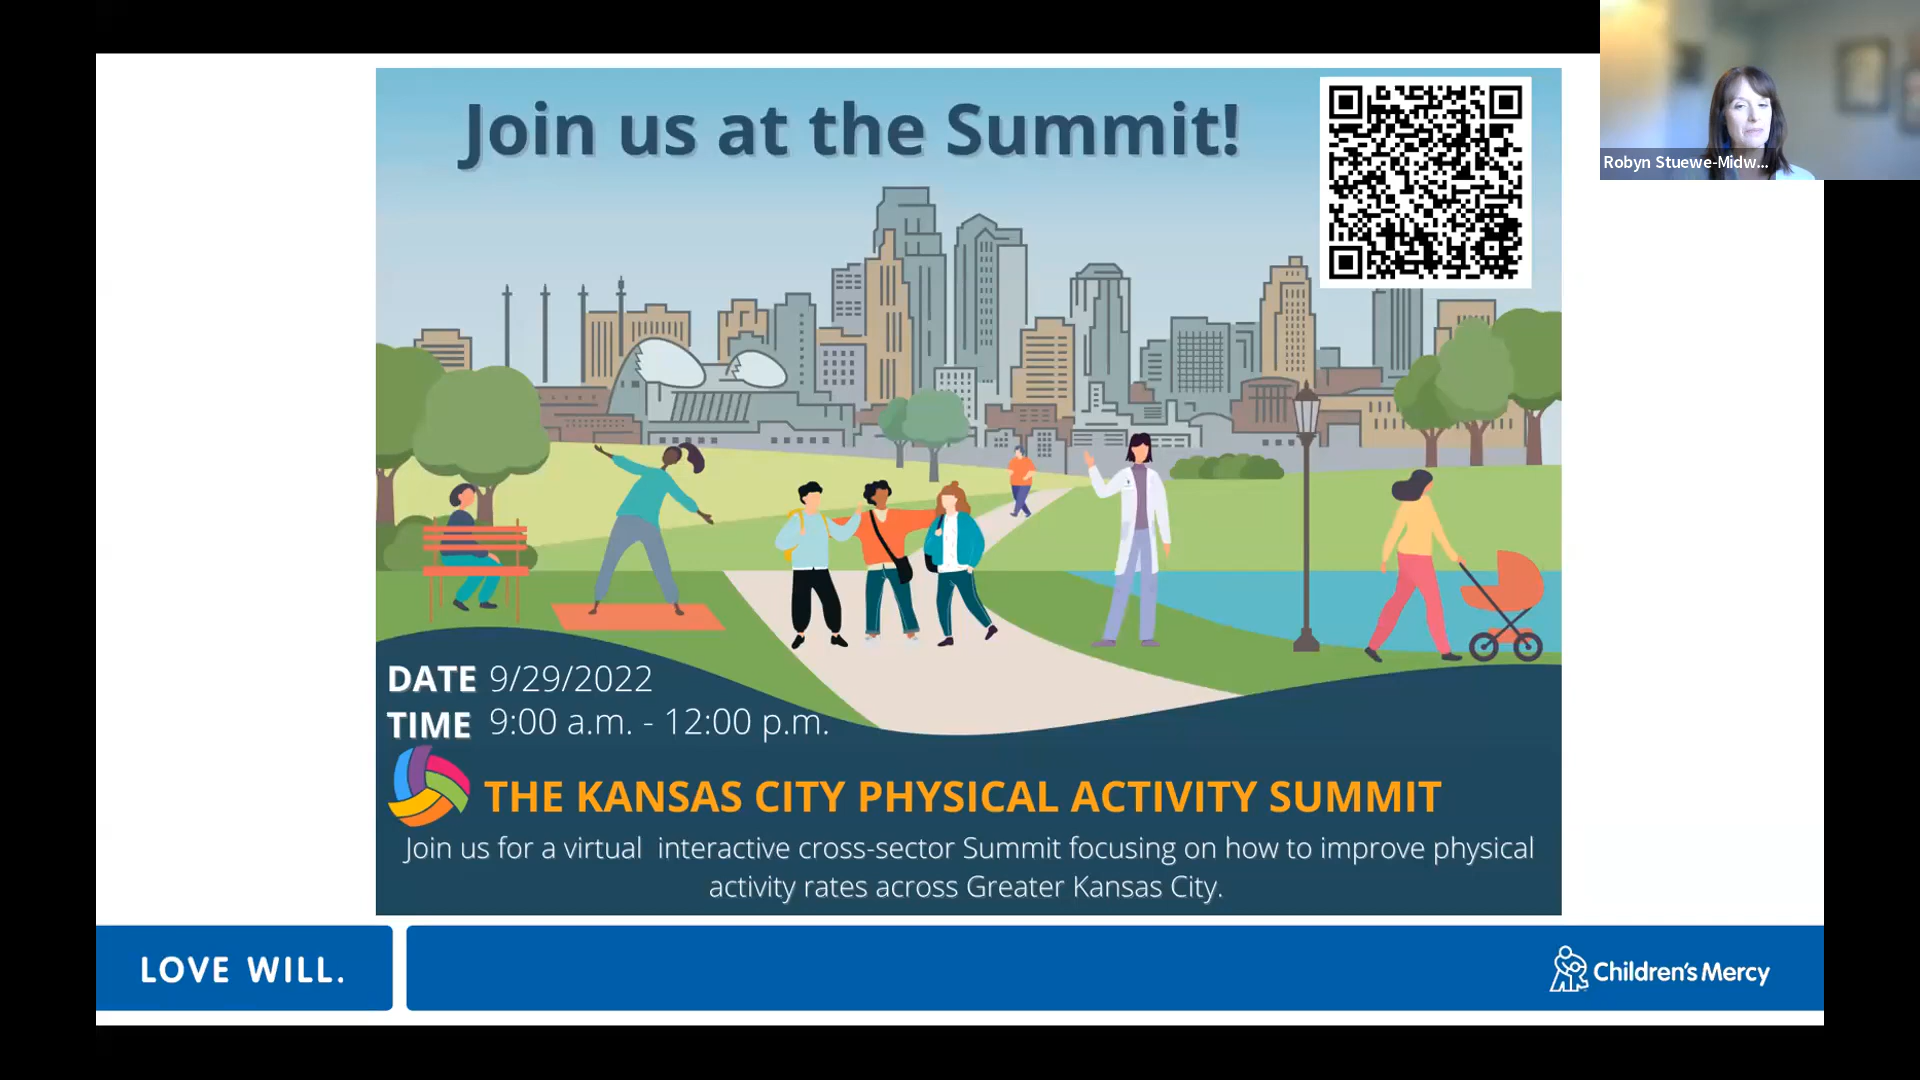 Join us at the Summit!
Robyn Stuewe-Midw...
DATE 9/29/2022
TIME 9:00 a.m. - 12:00 p.m.
THE KANSAS CITY PHYSICAL ACTIVITY SUMMIT
Join us for a virtual interactive cross-sector Summit focusing on how to improve physical
activity rates across Greater Kansas City.
LOVE WILL.
Children's Mercy